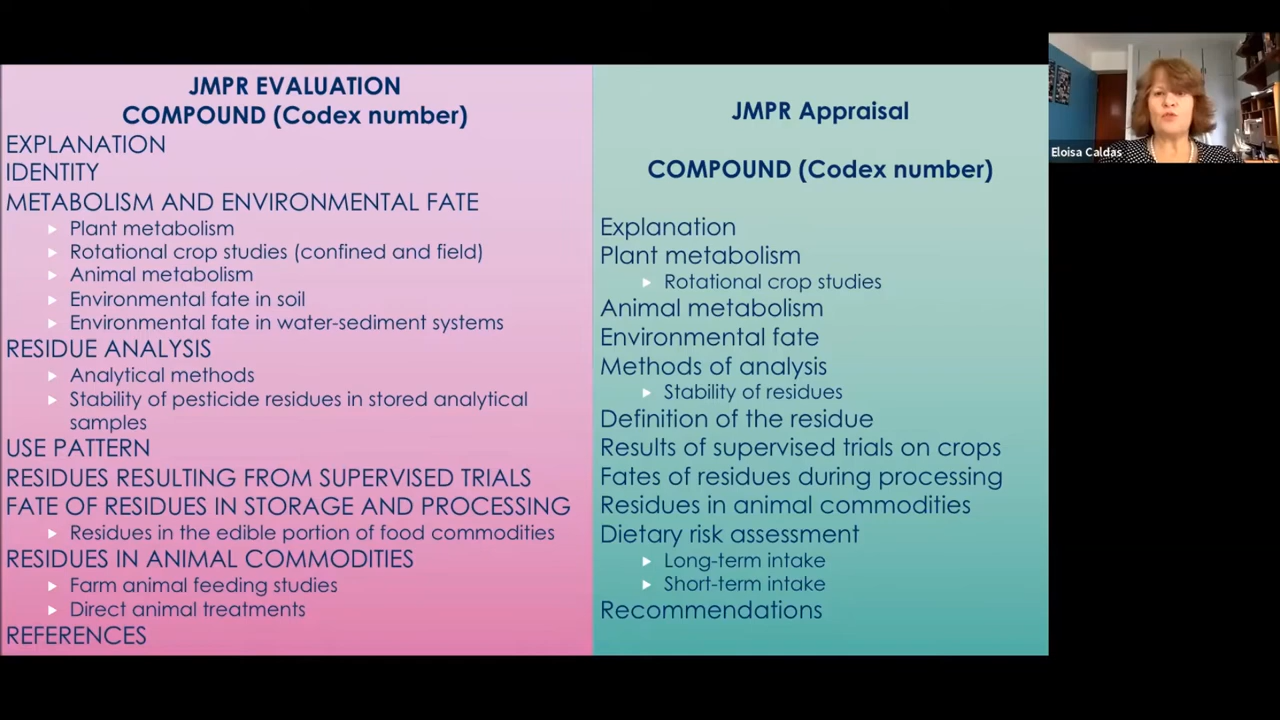 JMPR EVALUATION
COMPOUND (Codex number)
EXPLANATION
IDENTITY
METABOLISM AND ENVIRONMENTAL FATE
Plant metabolism
Rotational crop studies (confined and field)
Animal metabolism
Environmental fate in soil
Environmental fate in water-sediment systems
RESIDUE ANALYSIS
Analytical methods
Stability of pesticide residues in stored analytical
samples
USE PATTERN
RESIDUES RESULTING FROM SUPERVISED TRIALS
FATE OF RESIDUES IN STORAGE AND PROCESSING
Residues in the edible portion of food commodities
RESIDUES IN ANIMAL COMMODITIES
Farm animal feeding studies
Direct animal treatments
REFERENCES
JMPR Appraisal
COMPOUND (Codex number)
Explanation
Plant metabolism
Rotational crop studies
Animal metabolism
Environmental fate
Methods of analysis
Stability of residues
Definition of the residue
Results of supervised trials on crops
Fates of residues during processing
Residues in animal commodities
Dietary risk assessment
Long-term intake
Short-term intake
Recommendations
Eloisa Caldas